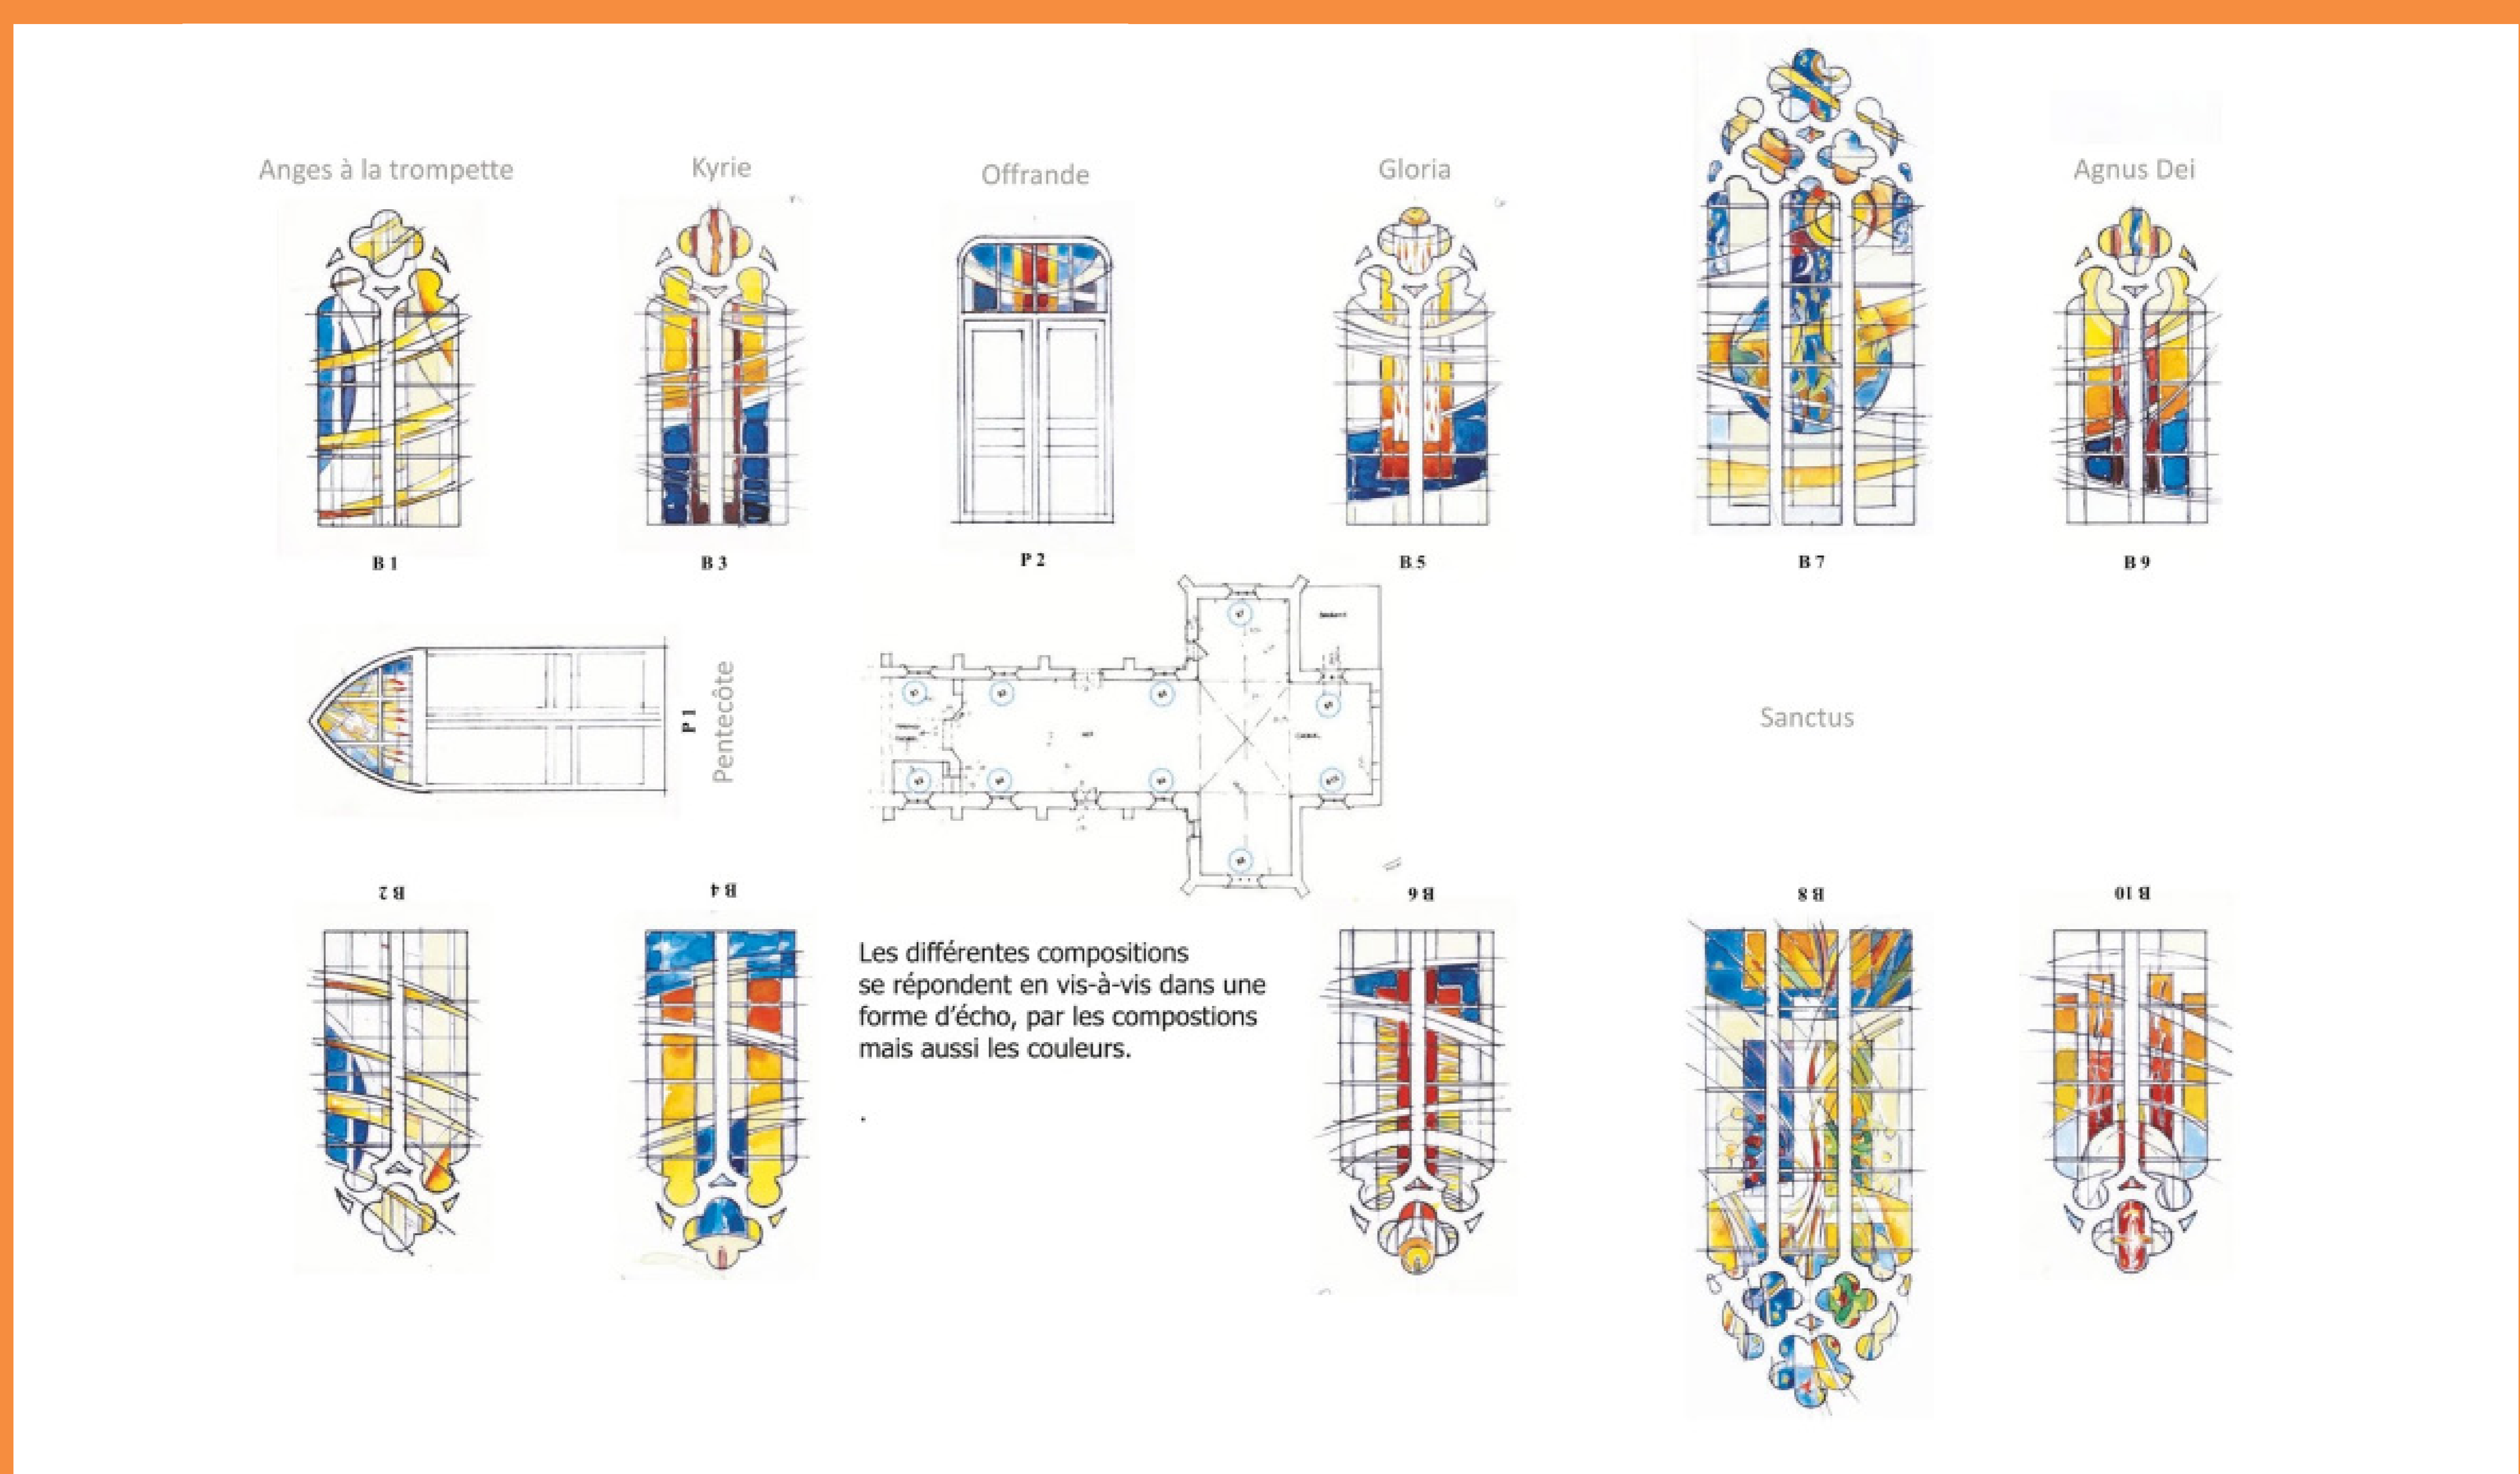 Anges à la trompette
Kyrie
Offrande
Gloria
Agnus Dei
B 1
B 3
P 2
B 5
B 7
B 9
P 1
Pentecôte
Sanctus
B 2
B 4
B 6
B 8
B 10
Les différentes compositions
se répondent en vis-à-vis dans une
forme d'écho, par les compostions
mais aussi les couleurs.
.